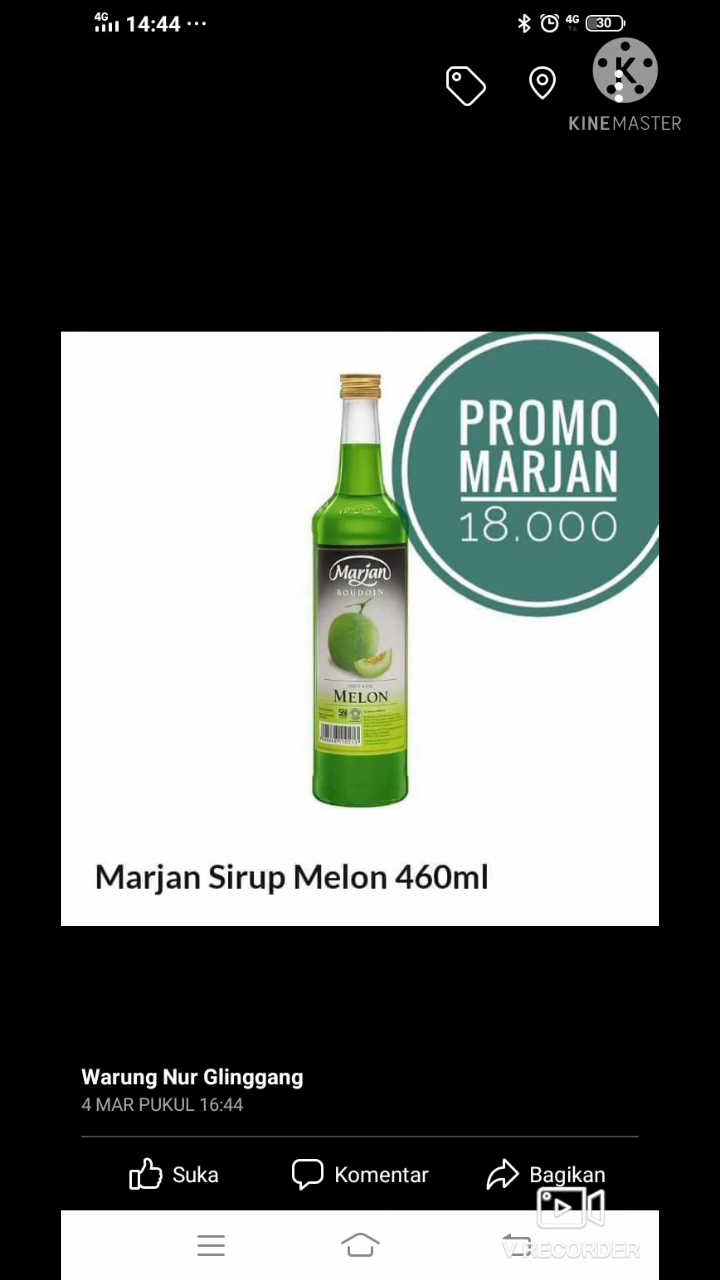 4G 14:44 ··· 4G 30
K
KINEMASTER
PROMO
MARJAN
18.000
Marjan
BOUDOIN
MELON
Marjan Sirup Melon 460ml
Warung Nur Glinggang
4 MAR PUKUL 16:44
Suka Komentar Bagikan
V RECORDER